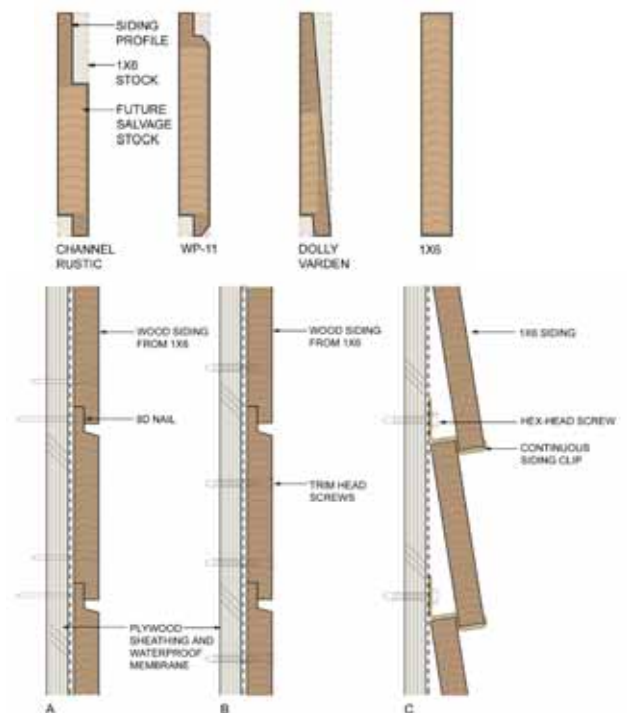 SIDING
PROFILE
1X6
STOCK
FUTURE
SALVAGE
STOCK
CHANNEL
RUSTIC
WP-11
DOLLY
VARDEN
1X6
WOOD SIDING
FROM 1X6
8D NAIL
WOOD SIDING
FROM 1X6
TRIM HEAD
SCREWS
1X6 SIDING
HEX-HEAD SCREW
CONTINUOUS
SIDING CLIP
PLYWOOD
SHEATHING AND
WATERPROOF
MEMBRANE
A
B
C